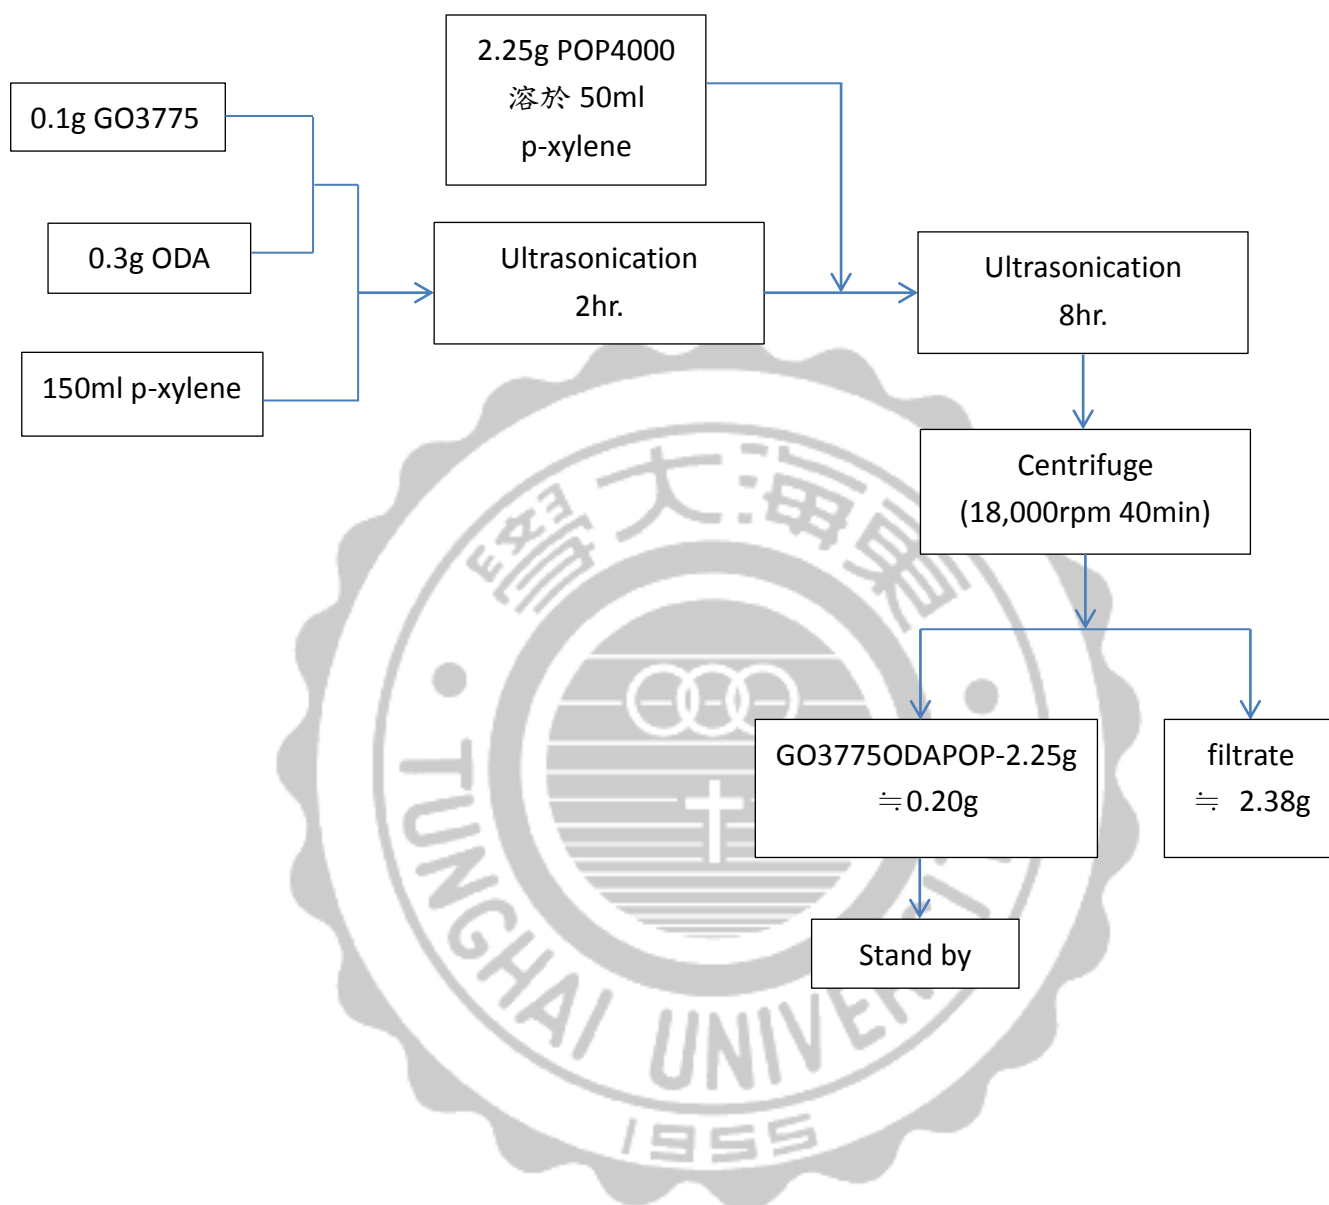 2.25g POP4000
溶於 50ml
p-xylene
0.1g GO3775
0.3g ODA
150ml p-xylene
Ultrasonication
2hr.
Ultrasonication
8hr.
Centrifuge
(18,000rpm 40min)
GO3775ODAPOP-2.25g
≒0.20g
filtrate
≒ 2.38g
Stand by
學大海東
TUNGHAI UNIVER
1955